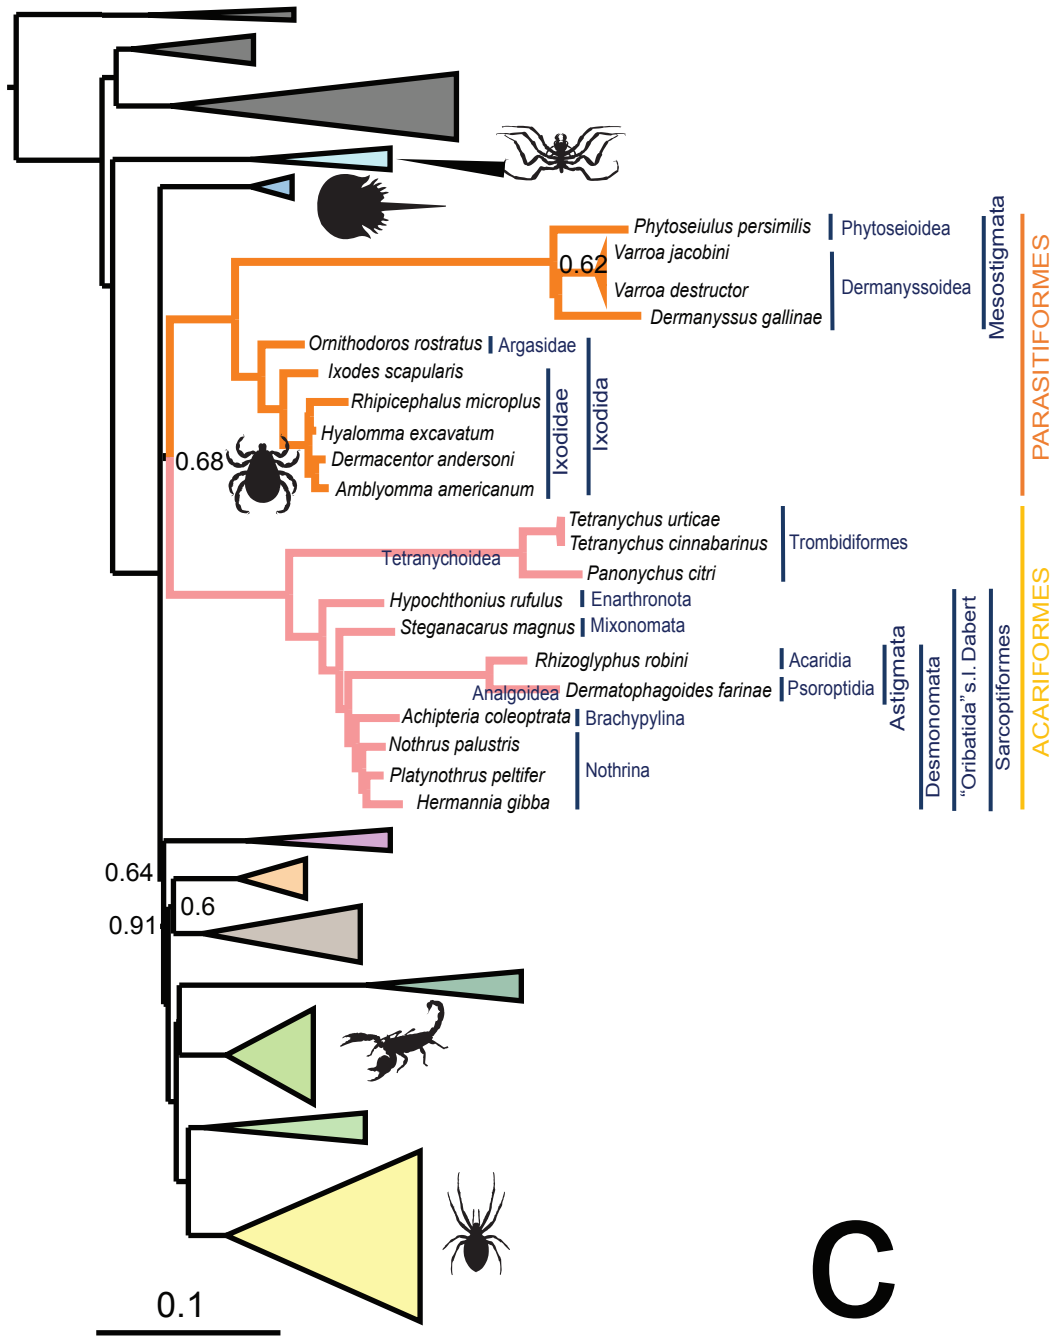 Phytoseiulus persimilis
Phytoseioidea
Varroa jacobini
0.62
Varroa destructor
Dermanyssoidea
Dermanyssus gallinae
Mesostigmata
PARASITIFORMES
Ornithodoros rostratus
Argasidae
Ixodes scapularis
Rhipicephalus microplus
Hyalomma excavatum
Dermacentor andersoni
Amblyomma americanum
Ixodidae
Ixodida
0.68
Tetranychus urticae
Tetranychus cinnabarinus
Trombidiformes
Tetranychoidea
Panonychus citri
Hypochthonius rufulus
Enarthronota
Steganacarus magnus
Mixonomata
Rhizoglyphus robini
Acaridia
Analgoidea
Dermatophagoides farinae
Psoroptidia
Achipteria coleoptrata
Brachypylina
Nothrus palustris
Platynothrus peltifer
Nothrina
Hermannia gibba
Astigmata
Desmonomata
“Oribatida” s.l. Dabert
Sarcoptiformes
ACARIFORMES
0.64
0.6
0.91
0.1
C